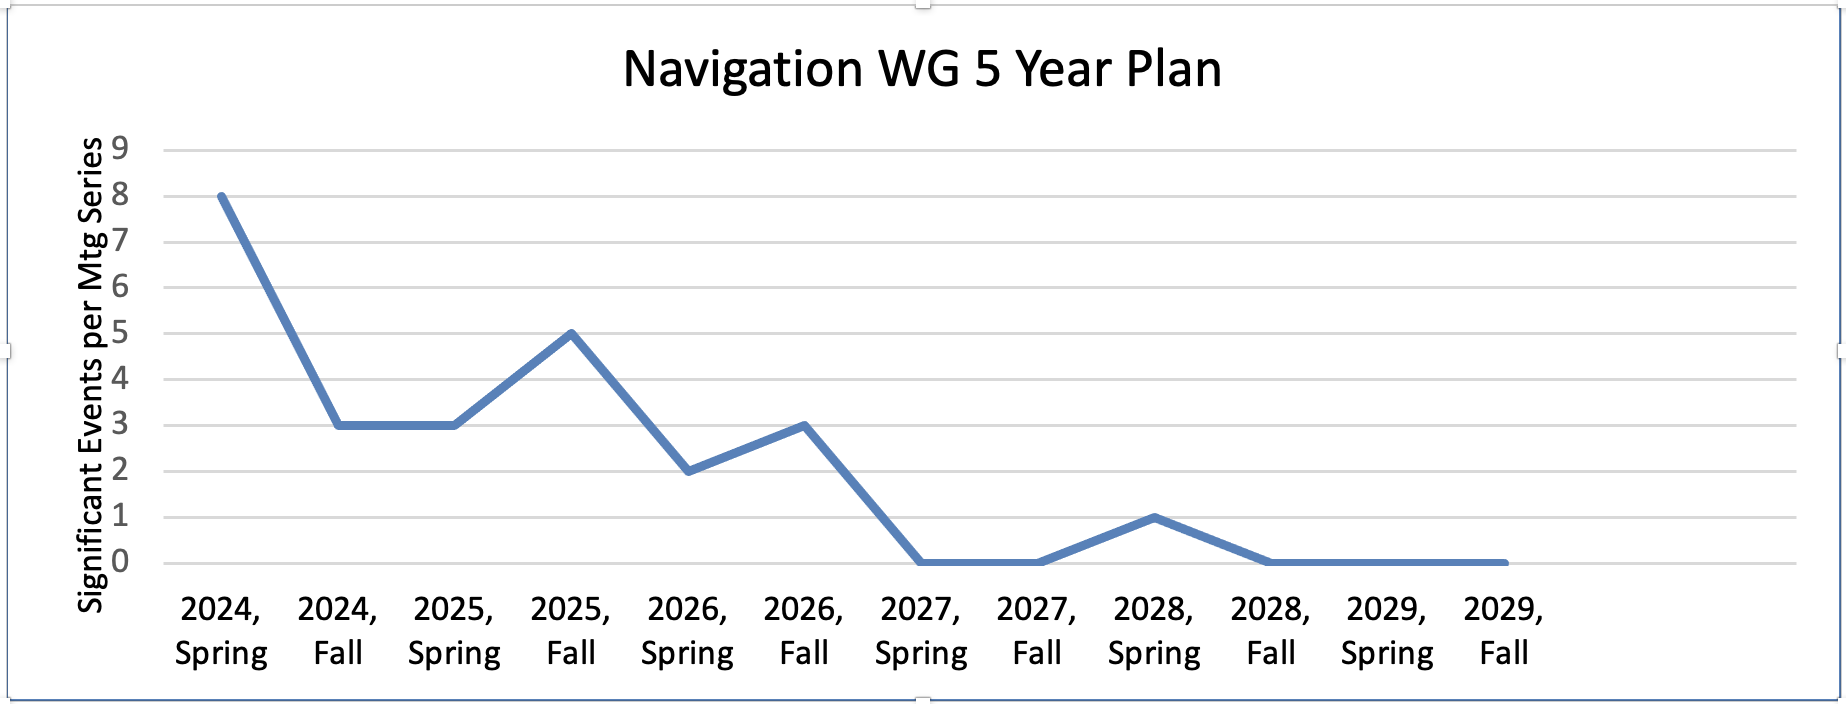 Navigation WG 5 Year Plan
Significant Events per Mtg Series
9
8
7
6
5
4
3
2
1
0
2024, Spring
2024, Fall
2025, Spring
2025, Fall
2026, Spring
2026, Fall
2027, Spring
2027, Fall
2028, Spring
2028, Fall
2029, Spring
2029, Fall